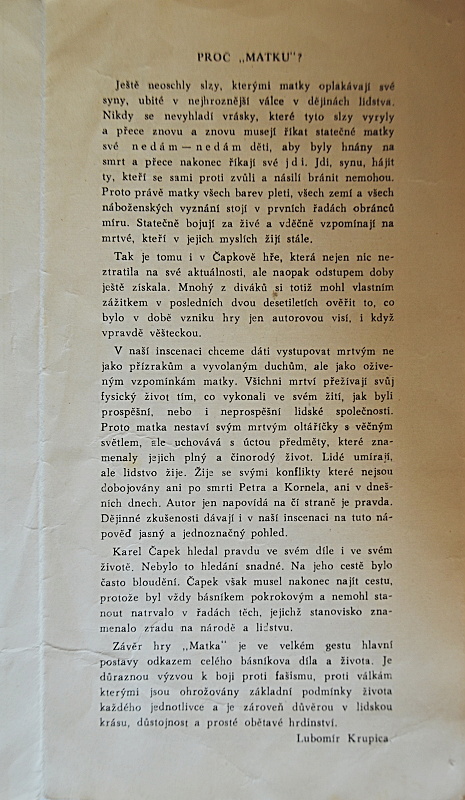 PROČ „MATKU"?
Ještě neoschly slzy, kterými matky oplakávají své
syny, ubité v nejhroznější válce v dějinách lidstva.
Nikdy se nevyhladí vrásky, které tyto slzy vyryly
a přece znovu a znovu musejí říkat statečné matky
své nedám — nedám děti, aby byly hnány na
smrt a přece nakonec říkají své jdi. Jdi, synu, hájit
ty, kteří se sami proti zvůli a násilí bránit nemohou.
Proto právě matky všech barev pleti, všech zemí a všech
náboženských vyznání stojí v prvních řadách obránců
míru. Statečně bojují za živé a vděčně vzpomínají na
mrtvé, kteří v jejich myslích žijí stále.
Tak je tomu i v Čapkově hře, která nejen nic ne-
ztratila na své aktuálnosti, ale naopak odstupem doby
ještě získala. Mnohý z diváků si totiž mohl vlastním
zážitkem v posledních dvou desetiletích ověřit to, co
bylo v době vzniku hry jen autorovou visí, i když
vpravdě věšteckou.
V naší inscenaci chceme dáti vystupovat mrtvým ne
jako přízrakům a vyvolaným duchům, ale jako ožive-
ným vzpomínkám matky. Všichni mrtví přežívají svůj
fysický život tím, co vykonali ve svém žití, jak byli
prospěšní, nebo i neprospěšní lidské společnosti.
Proto matka nestaví svým mrtvým oltáříčky s věčným
světlem, ale uchovává s úctou předměty, které zna-
menaly jejich plný a činorodý život. Lidé umírají,
ale lidstvo žije. Žije se svými konflikty které nejsou
dobojovány ani po smrti Petra a Kornela, ani v dneš-
ních dnech. Autor jen napovídá na čí straně je pravda.
Dějinné zkušenosti dávají i v naší inscenaci na tuto ná-
pověď jasný a jednoznačný pohled.
Karel Čapek hledal pravdu ve svém díle i ve svém
životě. Nebylo to hledání snadné. Na jeho cestě bylo
často bloudění. Čapek však musel nakonec najít cestu,
protože byl vždy básníkem pokrokovým a nemohl sta-
nout natrvalo v řadách těch, jejichž stanovisko zna-
menalo zradu na národě a lidstvu.
Závěr hry „Matka" je ve velkém gestu hlavní
postavy odkazem celého básníkova díla a života. Je
důraznou výzvou k boji proti fašismu, proti válkám
kterými jsou ohrožovány základní podmínky života
každého jednotlivce a je zároveň důvěrou v lidskou
krásu, důstojnost a prosté obětavé hrdinství.
Lubomír Krupica